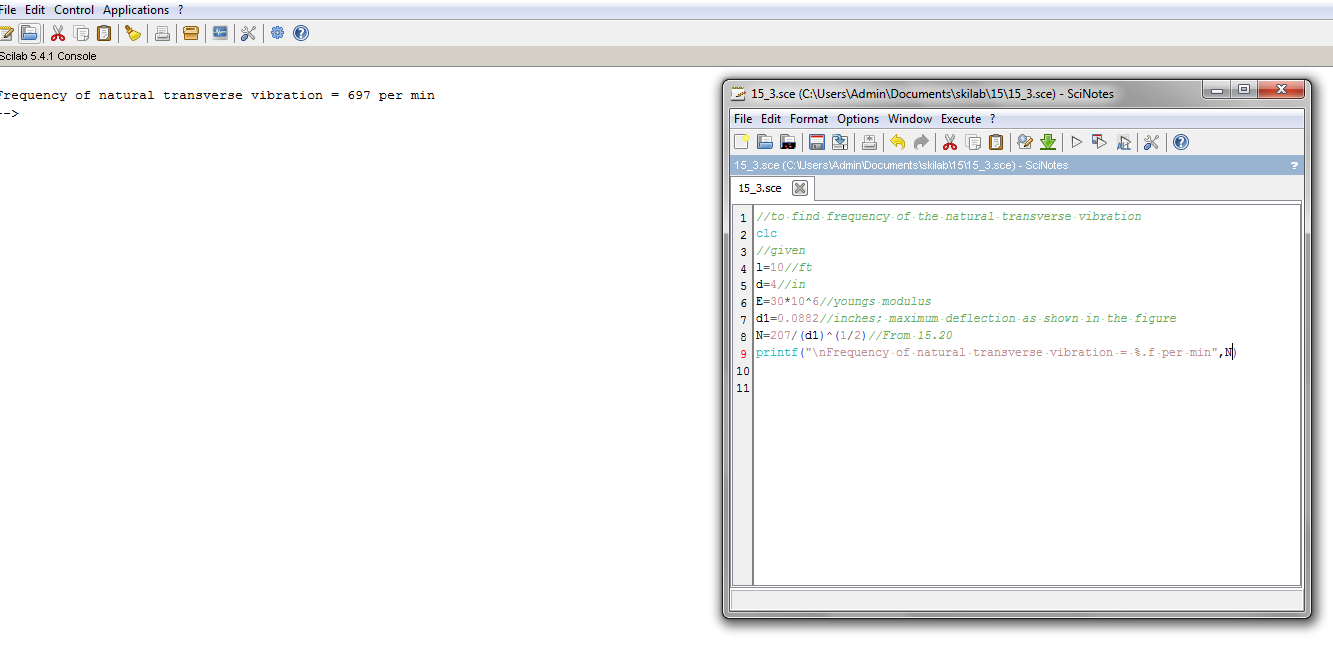 File Edit Control Applications ?
Scilab 5.4.1 Console
Frequency of natural transverse vibration = 697 per min
-->
15_3.sce (C:\Users\Admin\Documents\skilab\15\15_3.sce) - SciNotes
File Edit Format Options Window Execute ?
15_3.sce (C:\Users\Admin\Documents\skilab\15\15_3.sce) - SciNotes ?
15_3.sce
1 //to find frequency of the natural transverse vibration
2 clc
3 //given
4 l=10//ft
5 d=4//in
6 E=30*10^6//youngs modulus
7 d1=0.0882//inches; maximum deflection as shown in the figure
8 N=207/(d1)^(1/2)//From 15.20
9 printf("\nFrequency of natural transverse vibration = %.f per min",N)
10
11